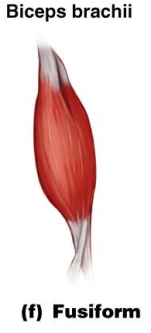 Biceps brachii
(f) Fusiform